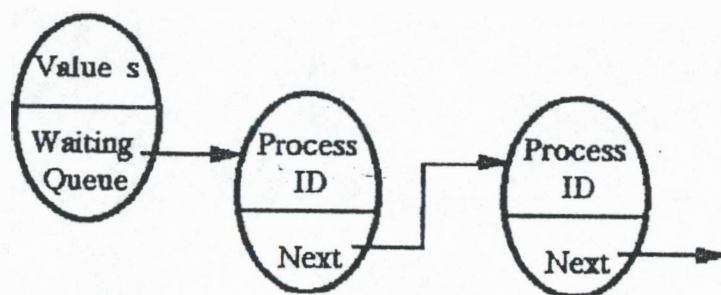 Value s
Waiting
Queue
Process
ID
Next
Process
ID
Next